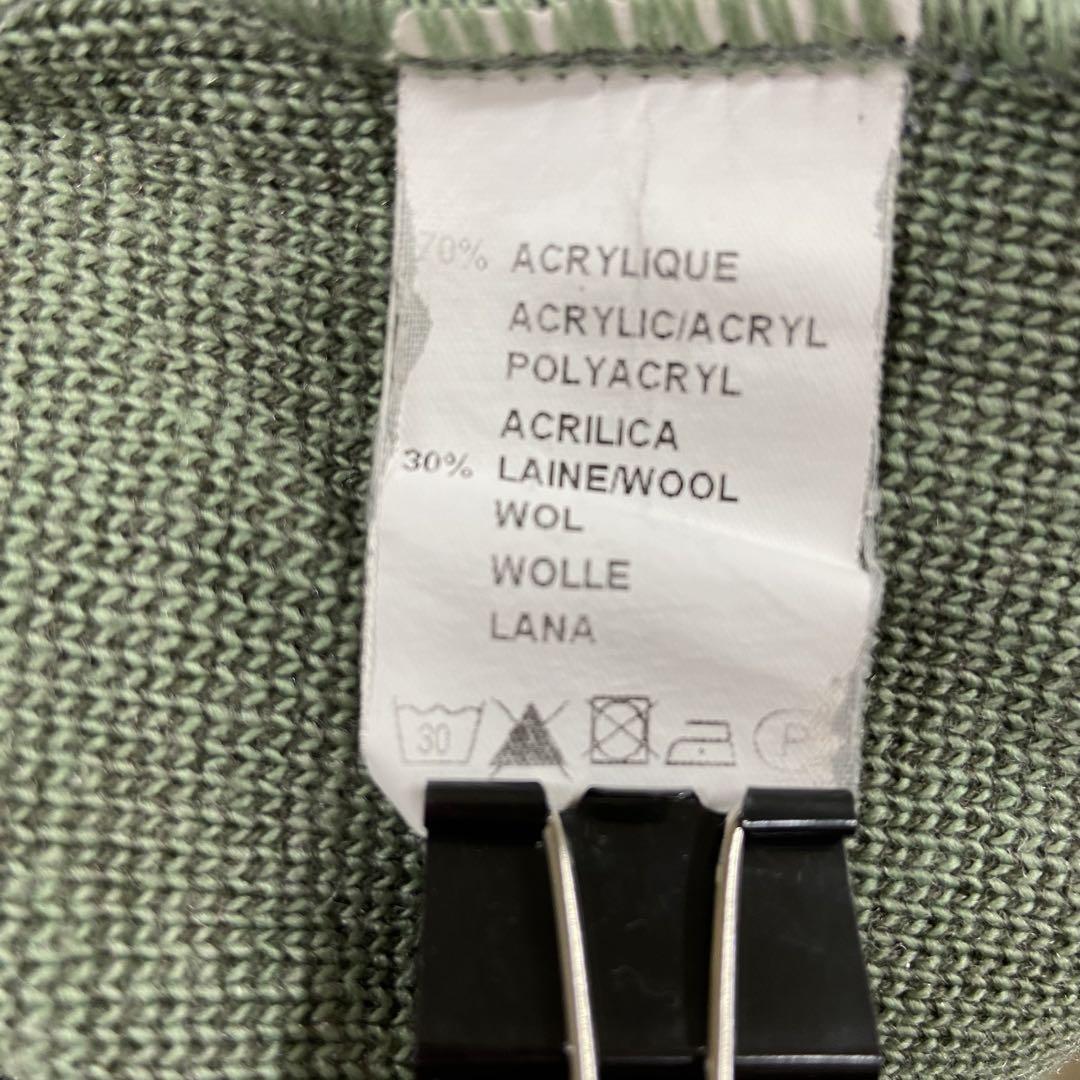 70% ACRYLIQUE
ACRYLIC/ACRYL
POLYACRYL
ACRILICA
30% LAINE/WOOL
WOL
WOLLE
LANA
30
P